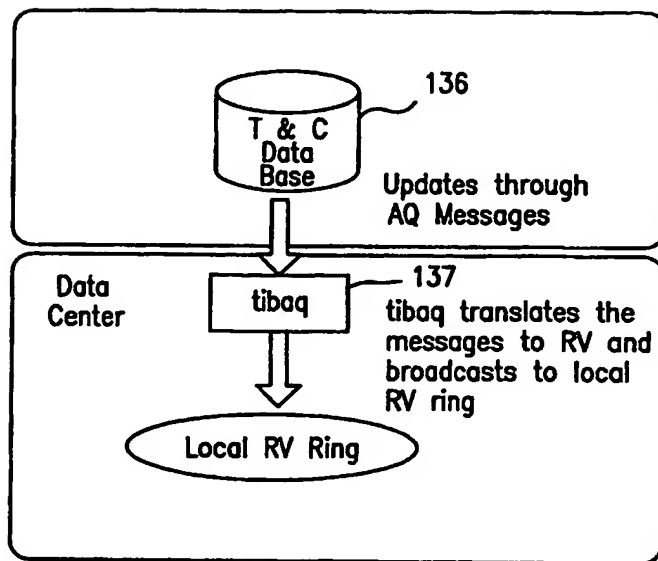 136
T & C
Data
Base
Updates through
AQ Messages
137
Data
Center
tibaq
tibaq translates the
messages to RV and
broadcasts to local
RV ring
Local RV Ring